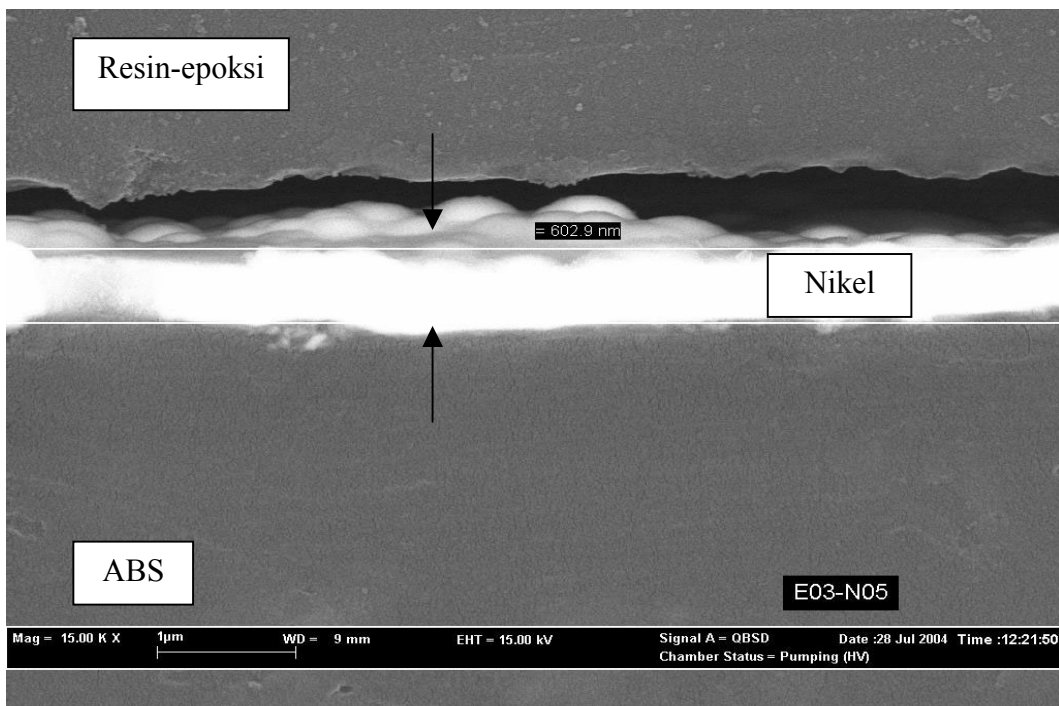 Resin-epoksi
= 602.9 nm
Nikel
ABS
E03-N05
Mag = 15.00 K X 1µm WD = 9 mm EHT = 15.00 kV Signal A = QBSD Date :28 Jul 2004 Time :12:21:50
Chamber Status = Pumping (HV)